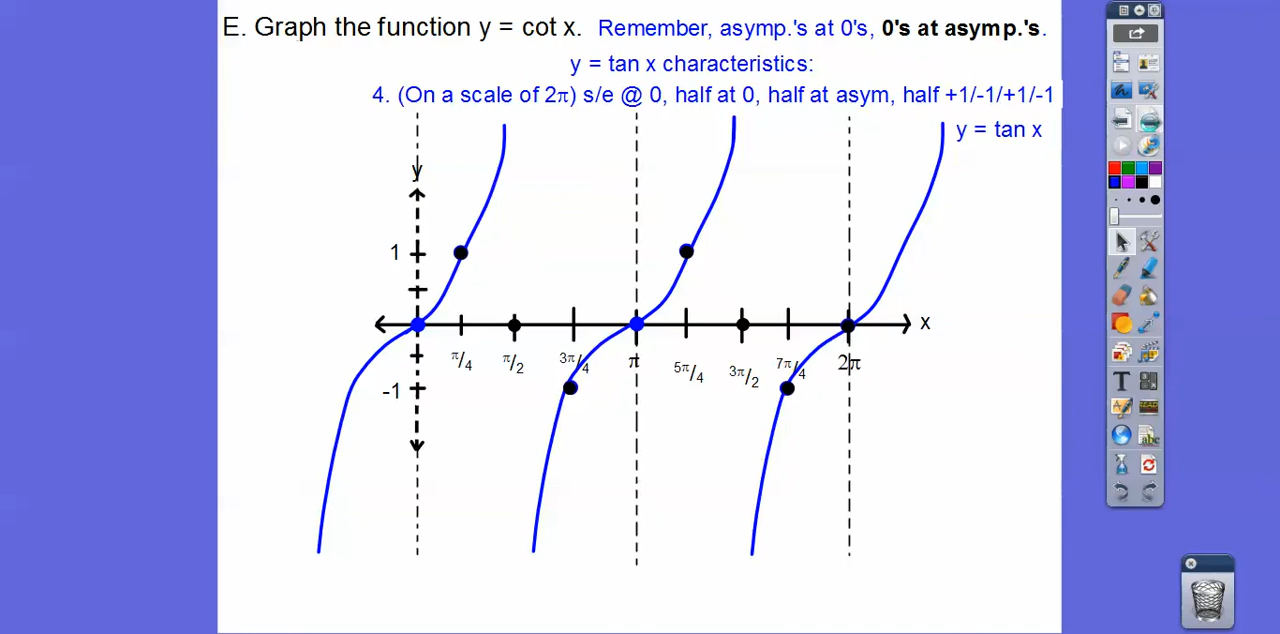 E. Graph the function y = cot x. Remember, asymp.'s at 0's, 0's at asymp.'s.
y = tan x characteristics:
4. (On a scale of 2π) s/e @ 0, half at 0, half at asym, half +1/-1/+1/-1
y = tan x
y
1
x
π/4
π/2
3π/4
π
5π/4
3π/2
7π/4
2π
-1
T
abc